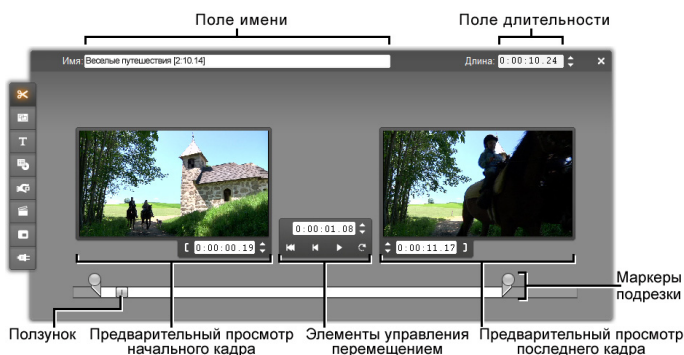 Поле имени
Поле длительности
Имя: Веселые путешествия [2:10.14]
Длина: 0:00:10.24
T
0:00:01.08
[ 0:00:00.19
0:00:11.17 ]
Маркеры
подрезки
Ползунок
Предварительный просмотр
начального кадра
Элементы управления
перемещением
Предварительный просмотр
последнего кадра